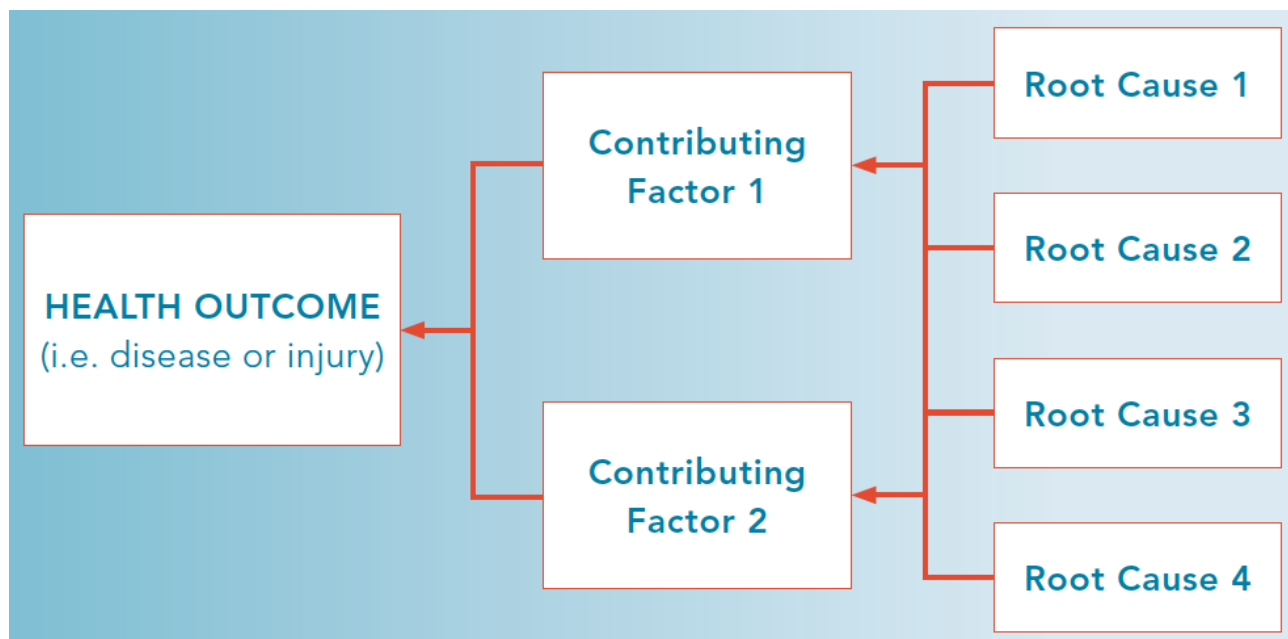 HEALTH OUTCOME
(i.e. disease or injury)
Contributing
Factor 1
Contributing
Factor 2
Root Cause 1
Root Cause 2
Root Cause 3
Root Cause 4